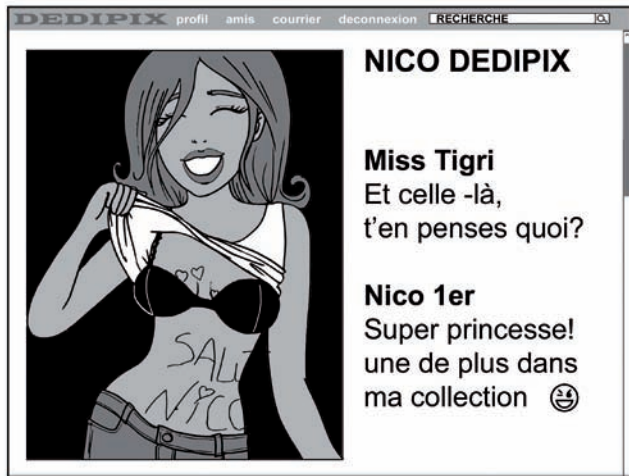 DEDIPIX profil amis courrier deconnexion RECHERCHE
NICO DEDIPIX
Miss Tigri
Et celle -là,
t'en penses quoi?
Nico 1er
Super princesse!
une de plus dans
ma collection
NICO